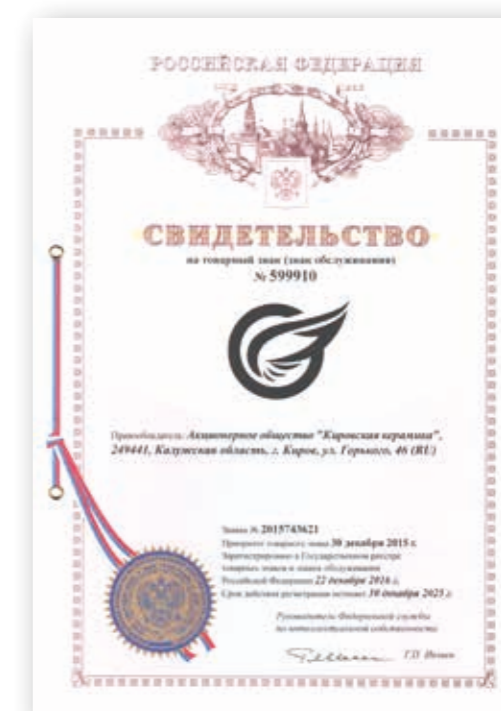 РОССИЙСКАЯ ФЕДЕРАЦИЯ
СВИДЕТЕЛЬСТВО
на товарный знак (знак обслуживания)
№ 599910
Правообладатель: Акционерное общество "Кировская керамика",
249441, Калужская область, г. Киров, ул. Горького, 46 (RU)
Заявка № 2015743621
Приоритет товарного знака 30 декабря 2015 г.
Зарегистрировано в Государственном реестре
товарных знаков и знаков обслуживания
Российской Федерации 22 декабря 2016 г.
Срок действия регистрации истекает 30 декабря 2025 г.
Руководитель Федеральной службы
по интеллектуальной собственности
Г.П. Ивлиев